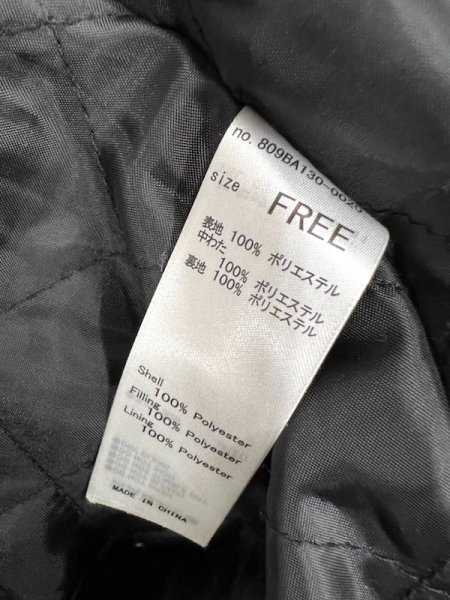 no. 809BA130-0020
size FREE
表地 100% ポリエステル
中わた 100% ポリエステル
裏地 100% ポリエステル
Shell
100% Polyester
Filling
100% Polyester
Lining
100% Polyester
MADE IN CHINA